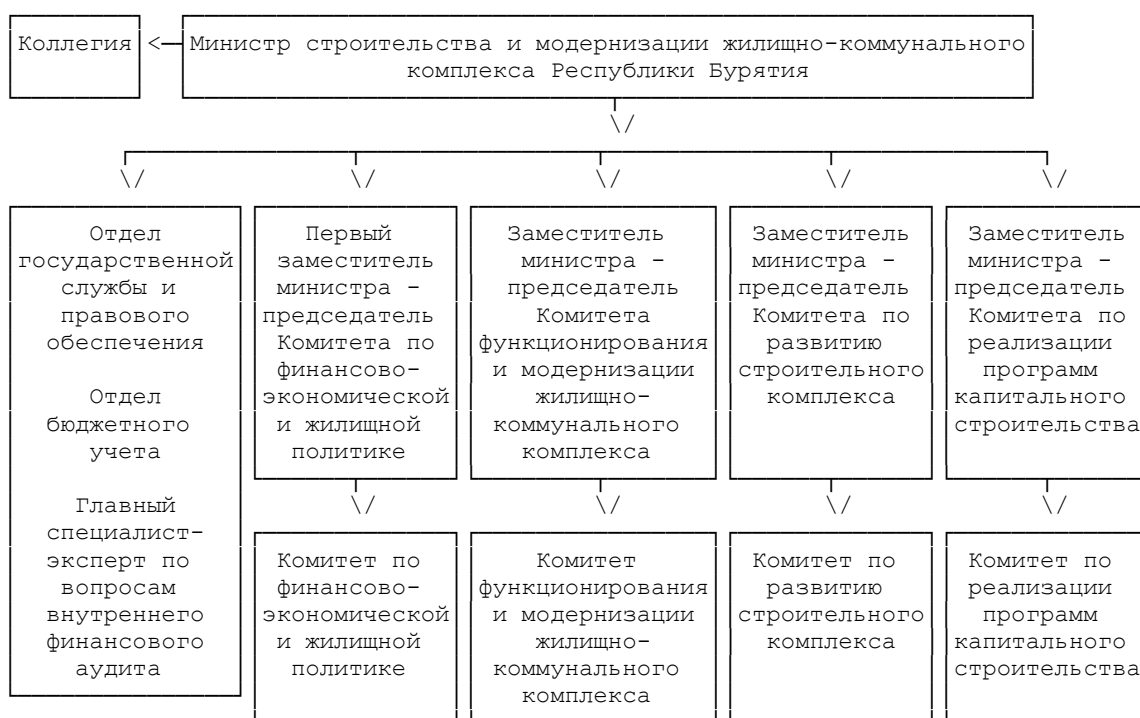 Коллегия
Министр строительства и модернизации жилищно-коммунального
комплекса Республики Бурятия
Отдел
государственной
службы и
правового
обеспечения
Отдел
бюджетного
учета
Главный
специалист-
эксперт по
вопросам
внутреннего
финансового
аудита
Первый
заместитель
министра -
председатель
Комитета по
финансово-
экономической
и жилищной
политике
Заместитель
министра -
председатель
Комитета
функционирования
и модернизации
жилищно-
коммунального
комплекса
Заместитель
министра -
председатель
Комитета по
развитию
строительного
комплекса
Заместитель
министра -
председатель
Комитета по
реализации
программ
капитального
строительства
Комитет по
финансово-
экономической
и жилищной
политике
Комитет
функционирования
и модернизации
жилищно-
коммунального
комплекса
Комитет по
развитию
строительного
комплекса
Комитет по
реализации
программ
капитального
строительства